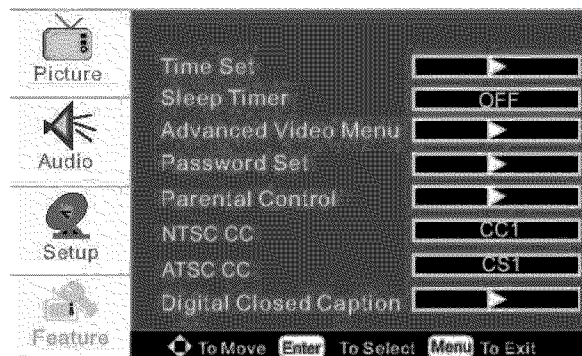 Picture
Audio
Setup
Feature
Time Set
Sleep Timer OFF
Advanced Video Menu
Password Set
Parental Control
NTSC CC CC1
ATSC CC CS1
Digital Closed Caption
To Move Enter To Select Menu To Exit